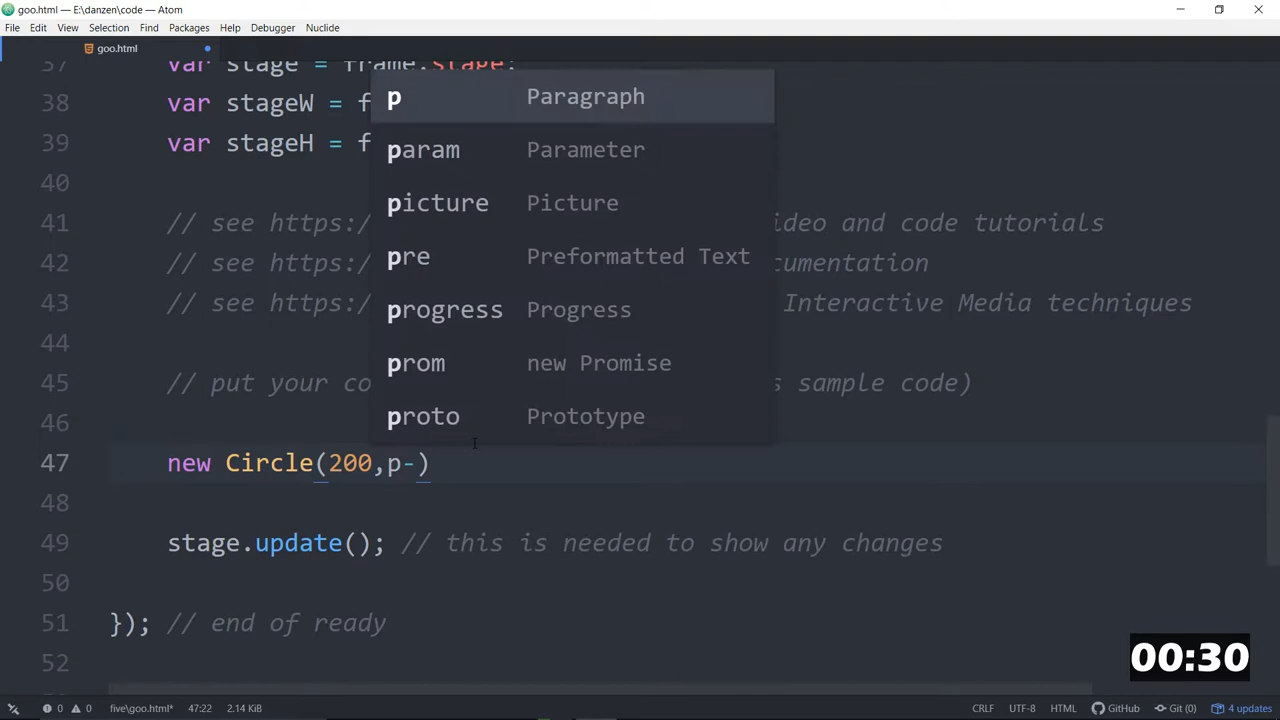 goo.html — E:\danzen\code — Atom
File Edit View Selection Find Packages Help Debugger Nuclide
goo.html
37 var stage = frame.stage;
38 var stageW = f
39 var stageH = f
p Paragraph
param Parameter
picture Picture
pre Preformatted Text
progress Progress
prom new Promise
proto Prototype
40
41 // see https:/ ideo and code tutorials
42 // see https:/ cumentation
43 // see https:/ Interactive Media techniques
44
45 // put your co s sample code)
46
47 new Circle(200,p-)
48
49 stage.update(); // this is needed to show any changes
50
51 }); // end of ready
52
00:30
0 0 five\goo.html* 47:22 2.14 KiB CRLF UTF-8 HTML GitHub Git (0) 4 updates